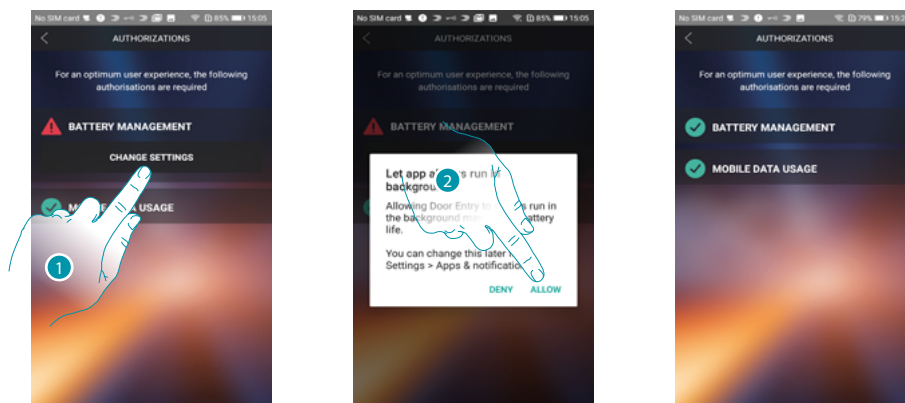 No SIM card 85% 15:05
AUTHORIZATIONS
For an optimum user experience, the following
authorisations are required
BATTERY MANAGEMENT
CHANGE SETTINGS
USAGE
1
No SIM card 85% 15:05
AUTHORIZATIONS
For an optimum user experience, the following
authorisations are required
BATTERY MANAGEMENT
Let app run in
Allowing Door Entry to run in
the background
life.
You can change this later
Settings > Apps &
DENY ALLOW
2
No SIM card 79%
AUTHORIZATIONS
For an optimum user experience, the following
authorisations are required
BATTERY MANAGEMENT
MOBILE DATA USAGE